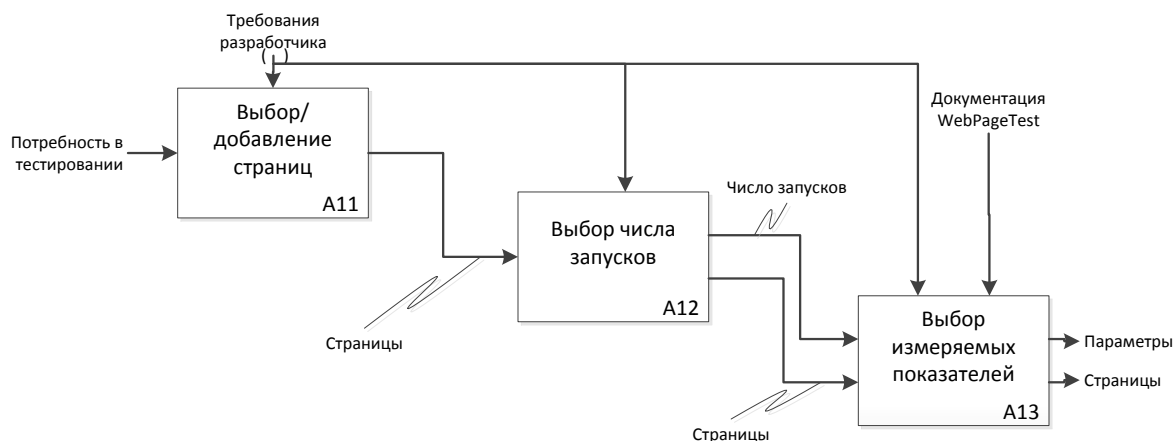 Требования
разработчика
( )
Выбор/
добавление
страниц
A11
Потребность в
тестировании
Документация
WebPageTest
Число запусков
Выбор числа
запусков
A12
Страницы
Выбор
измеряемых
показателей
A13
Параметры
Страницы
Страницы